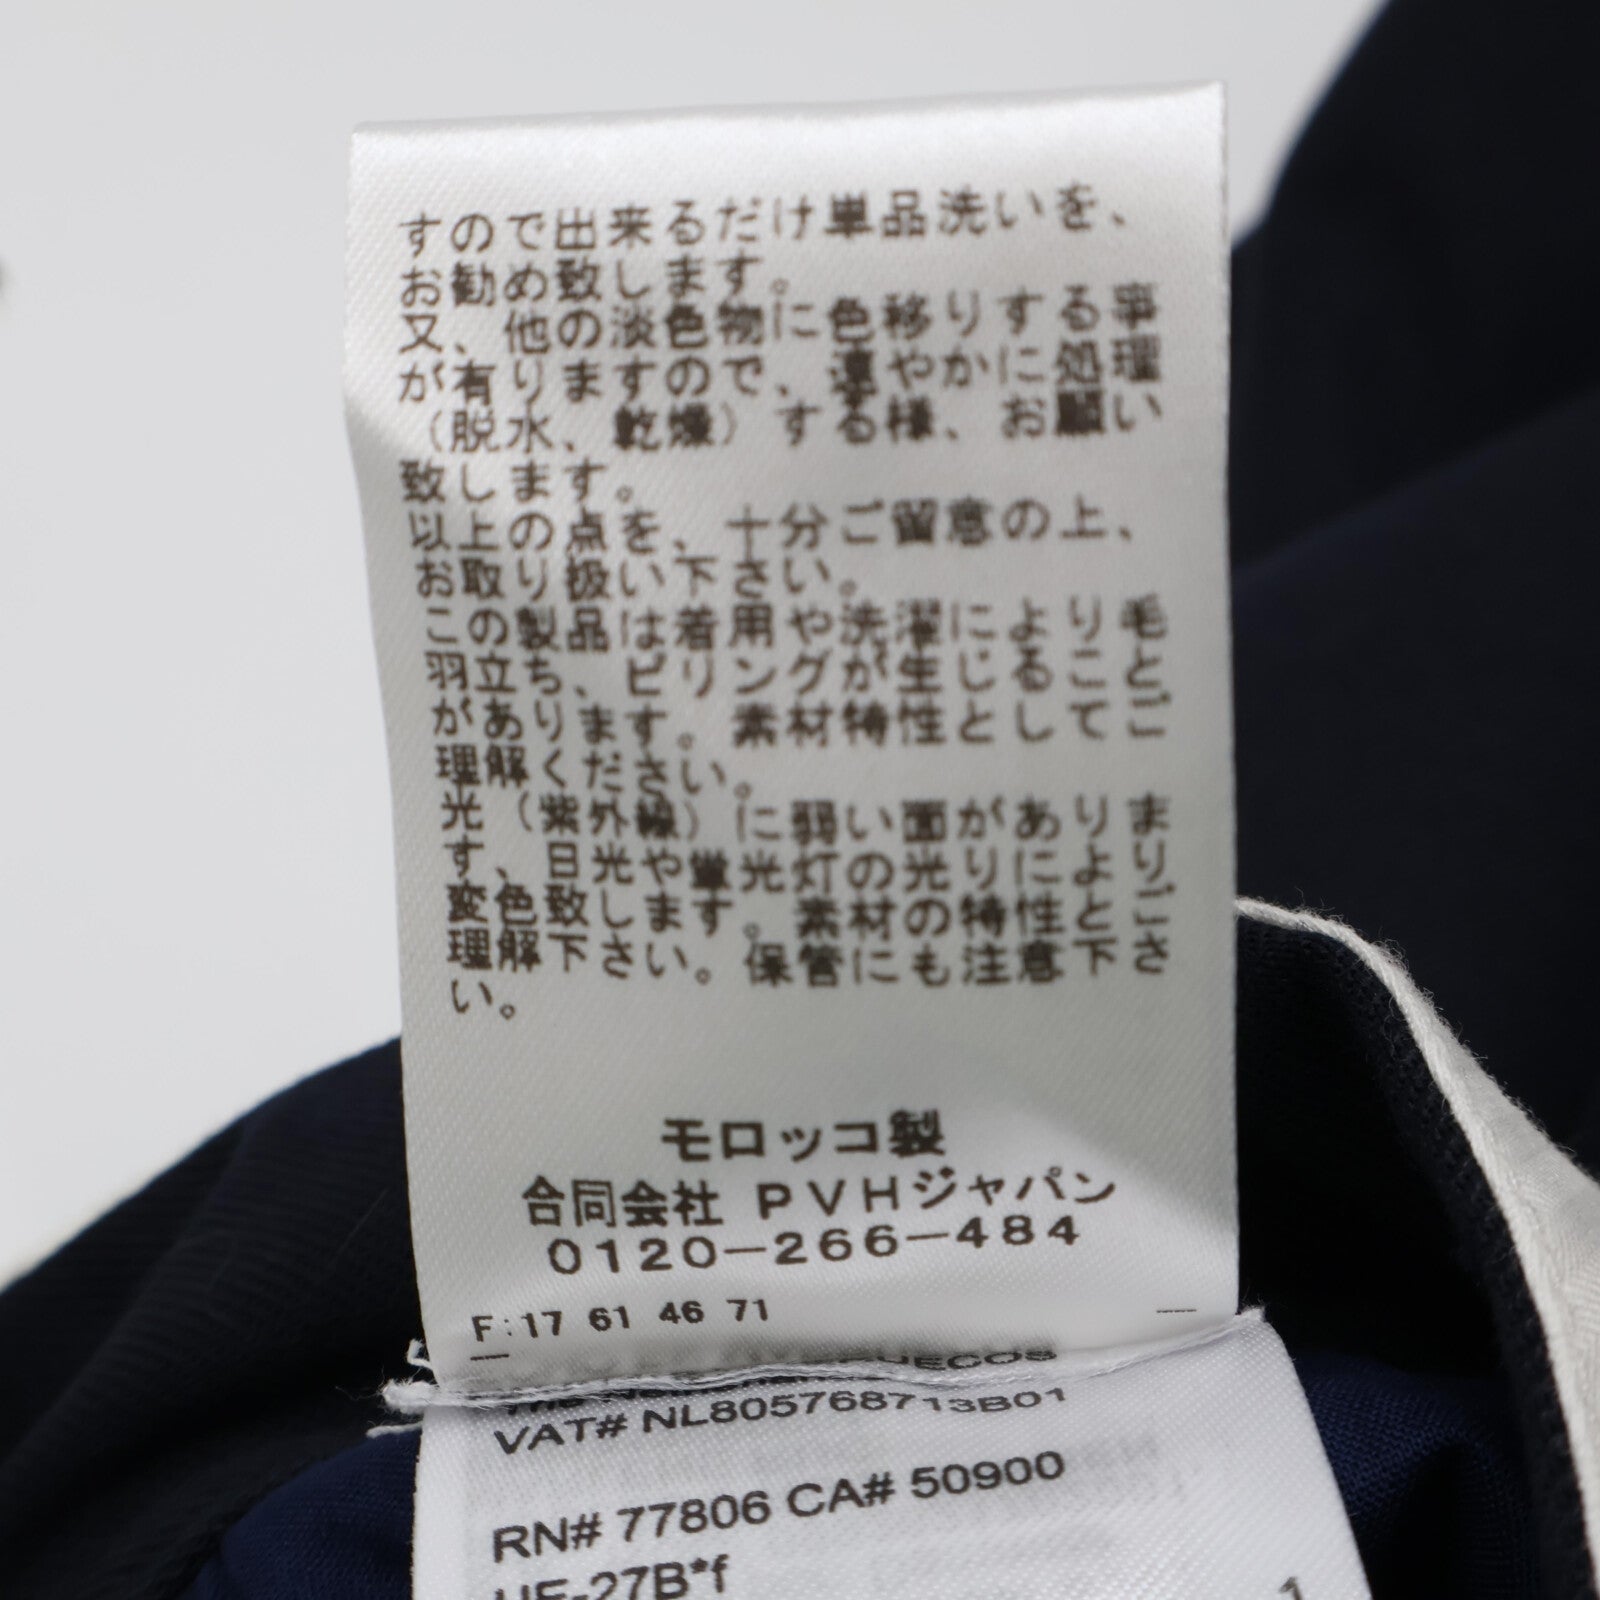 すので出来るだけ単品洗いを、
お勧め致します。
又、他の淡色物に色移りする事
が有りますので、速やかに処理
（脱水、乾燥）する様、お願い
致します。
以上の点を、十分ご留意の上、
お取り扱い下さい。
この製品は着用や洗濯により毛
羽立ち、ピリングが生じること
があります。素材特性としてご
理解ください。
光（紫外線）に弱い面がありま
す、日光や単光灯の光りにより
変色致します。素材の特性とご
理解下さい。保管にも注意下さ
い。
モロッコ製
合同会社 PVHジャパン
0120-266-484
F:17 61 46 71
VAT# NL805768713B01
RN# 77806 CA# 50900
UE-27B*f
1